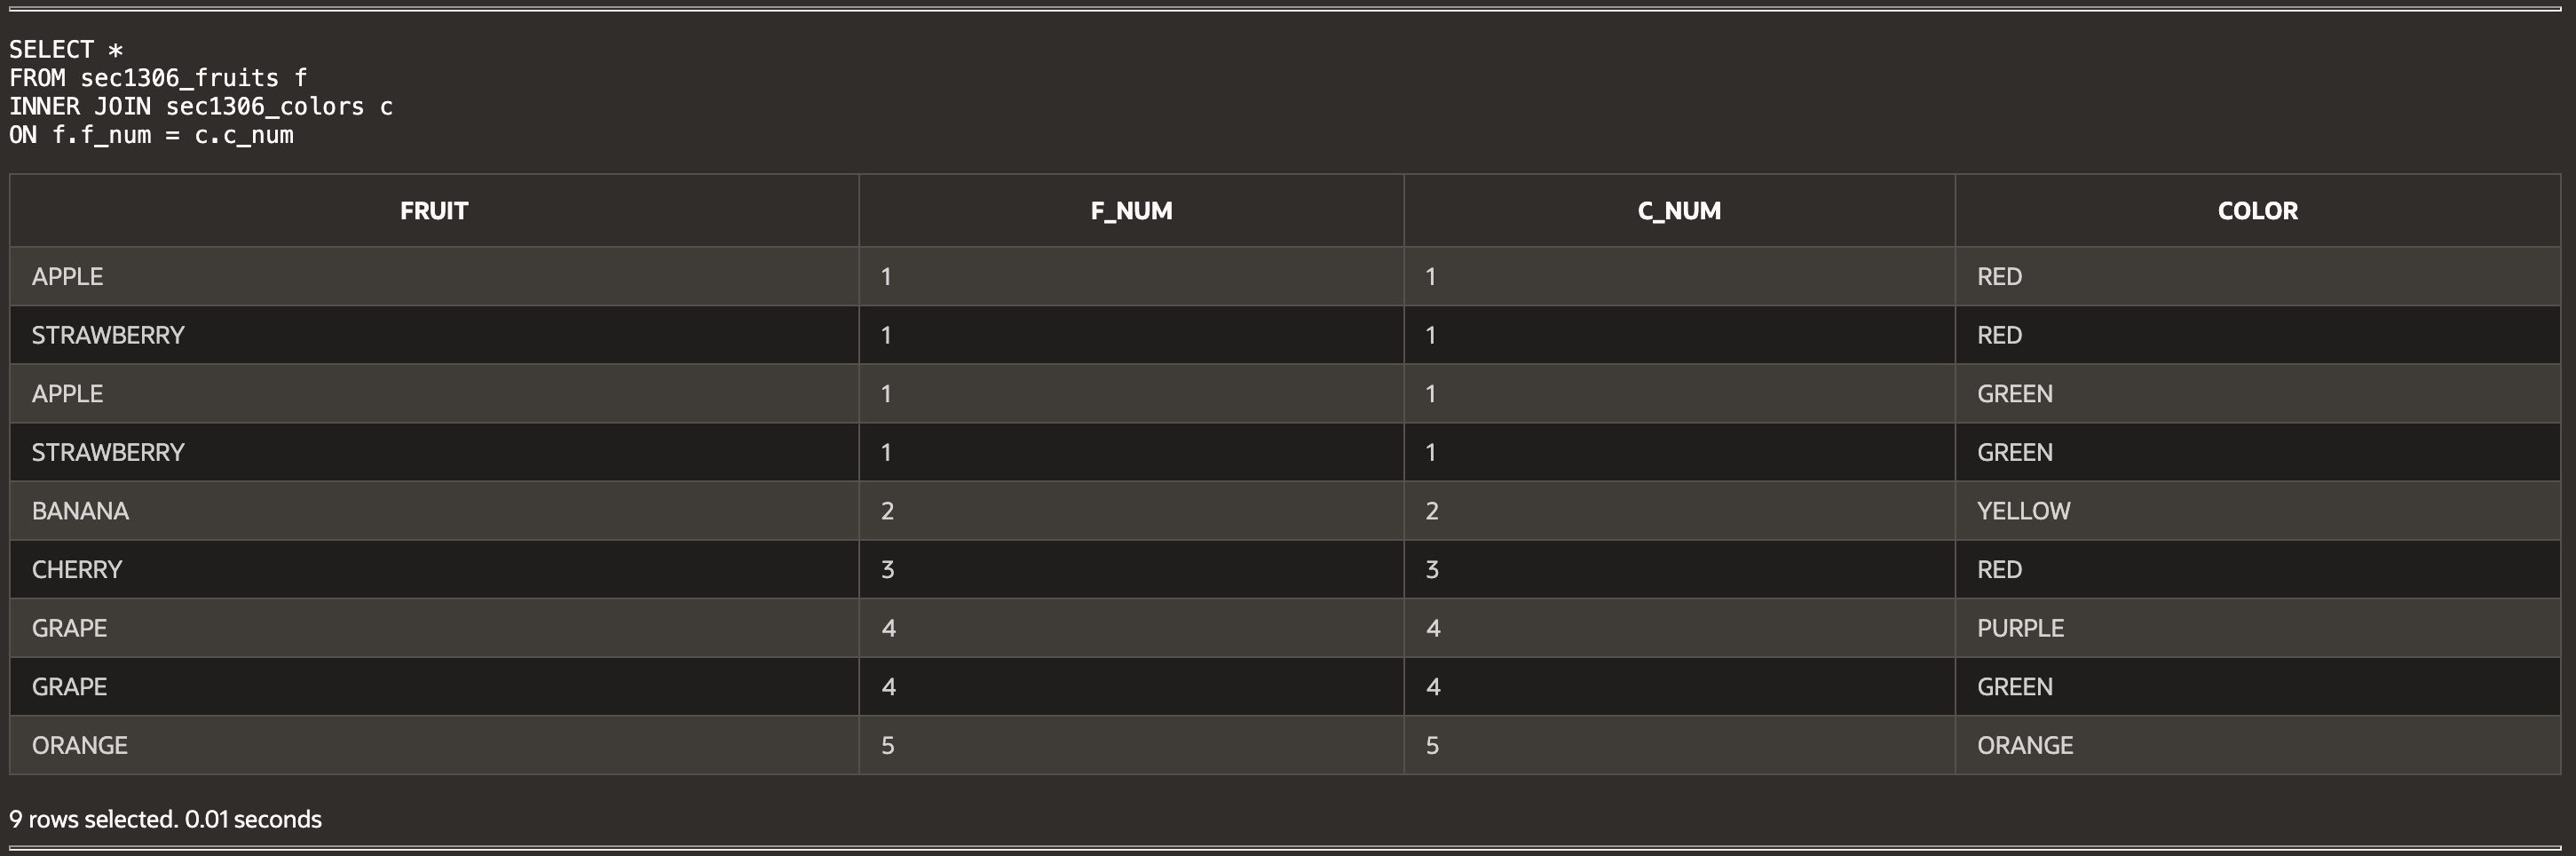 SELECT *
FROM sec1306_fruits f
INNER JOIN sec1306_colors c
ON f.f_num = c.c_num
FRUIT F_NUM C_NUM COLOR
APPLE 1 1 RED
STRAWBERRY 1 1 RED
APPLE 1 1 GREEN
STRAWBERRY 1 1 GREEN
BANANA 2 2 YELLOW
CHERRY 3 3 RED
GRAPE 4 4 PURPLE
GRAPE 4 4 GREEN
ORANGE 5 5 ORANGE
9 rows selected. 0.01 seconds